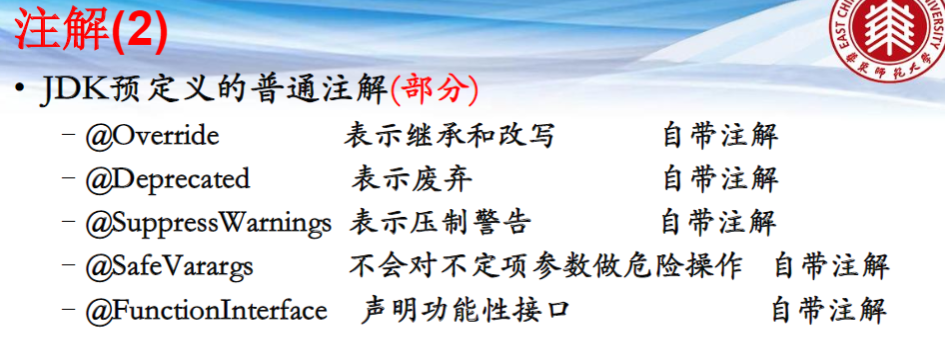 注解(2)
EAST CHI
VERSITY
华东师范大
• JDK预定义的普通注解(部分)
– @Override 表示继承和改写 自带注解
– @Deprecated 表示废弃 自带注解
– @SuppressWarnings 表示压制警告 自带注解
– @SafeVarargs 不会对不定项参数做危险操作 自带注解
– @FunctionInterface 声明功能性接口 自带注解